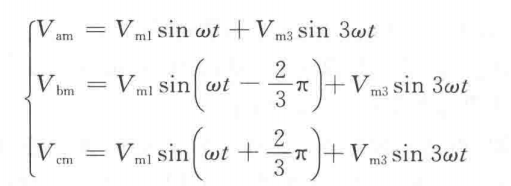 V_am = V_m1 sin ωt + V_m3 sin 3ωt
V_bm = V_m1 sin(ωt − 2/3 π) + V_m3 sin 3ωt
V_cm = V_m1 sin(ωt + 2/3 π) + V_m3 sin 3ωt